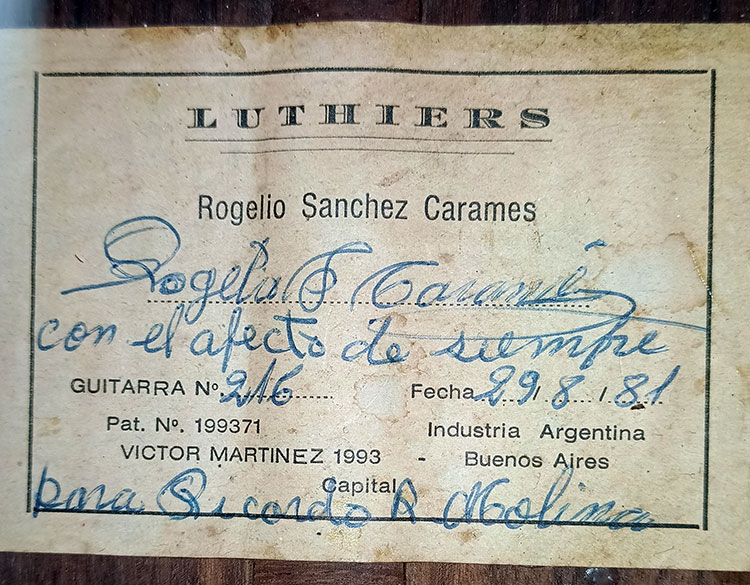 LUTHIERS
Rogelio Sanchez Carames
Rogelio S Caramés
con el afecto de siempre
GUITARRA Nº 216 Fecha 29/8/81
Pat. Nº. 199371 Industria Argentina
VICTOR MARTINEZ 1993 - Buenos Aires
Capital
para Ricardo R Molina